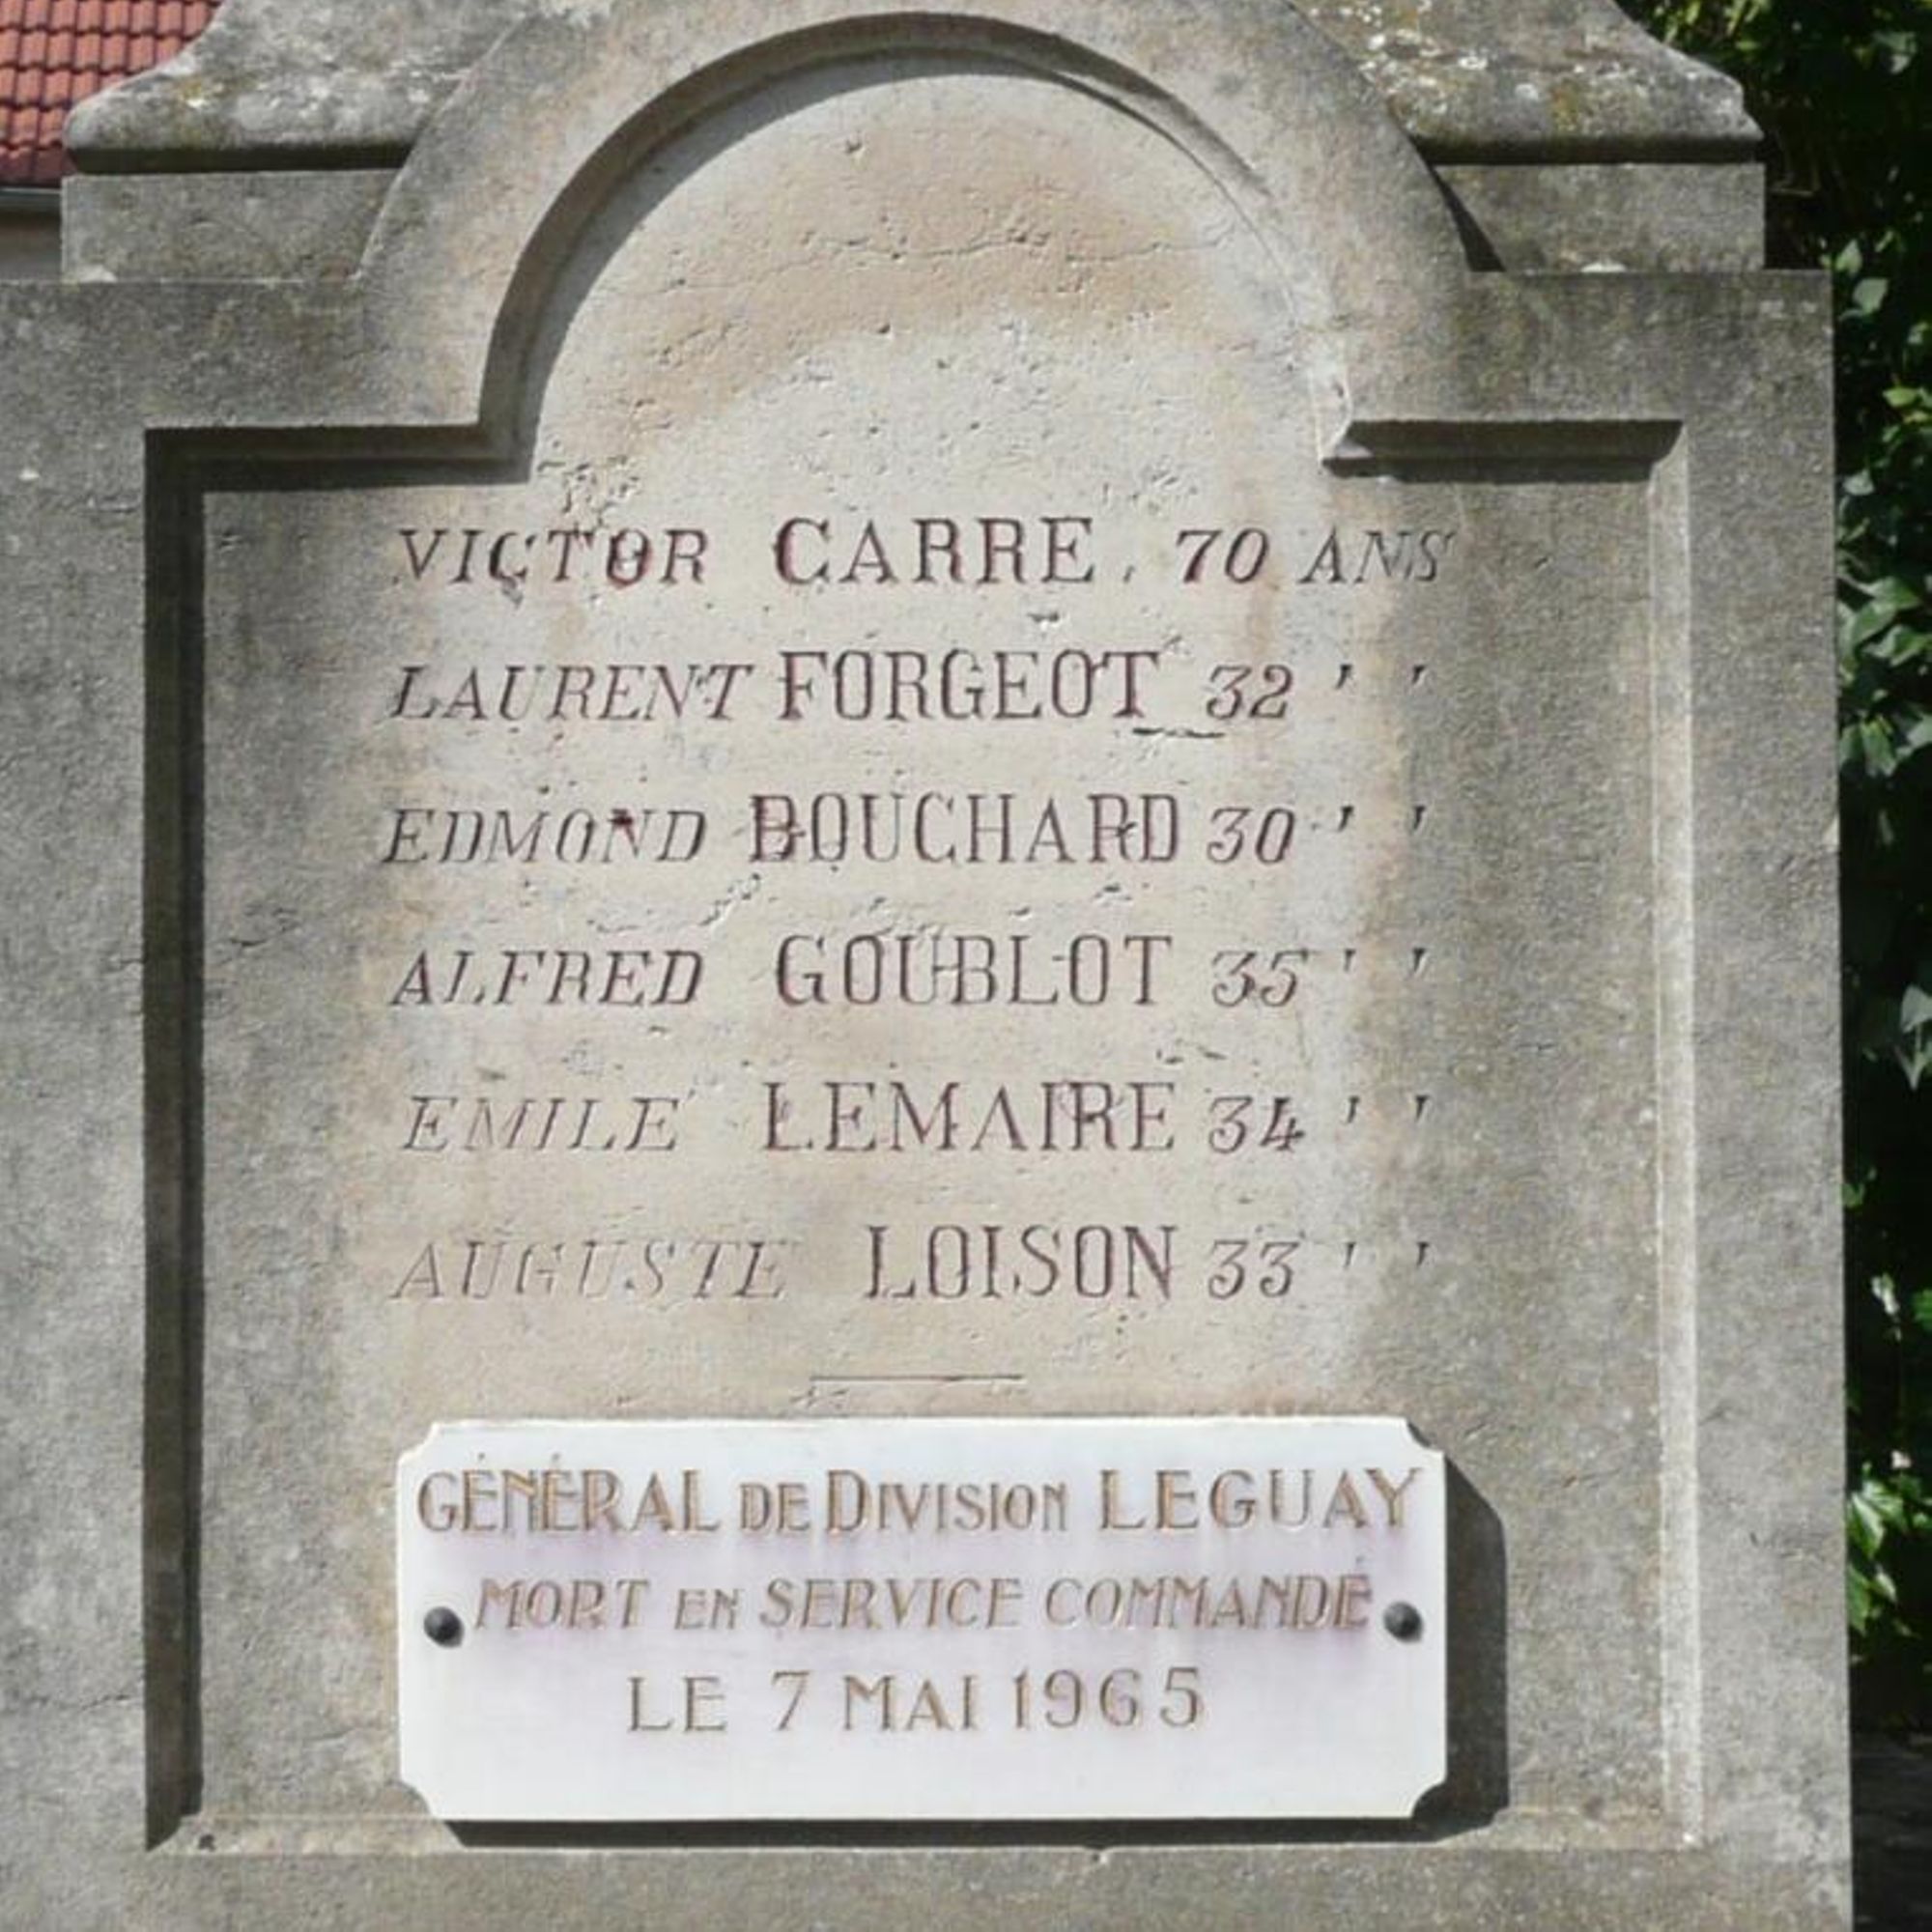 VICTOR CARRE, 70 ANS
LAURENT FORGEOT 32 ' '
EDMOND BOUCHARD 30 ' '
ALFRED GOUBLOT 35 ' '
EMILE LEMAIRE 34 ' '
AUGUSTE LOISON 33 ' '
GÉNÉRAL DE DIVISION LEGUAY
MORT EN SERVICE COMMANDÉ
LE 7 MAI 1965